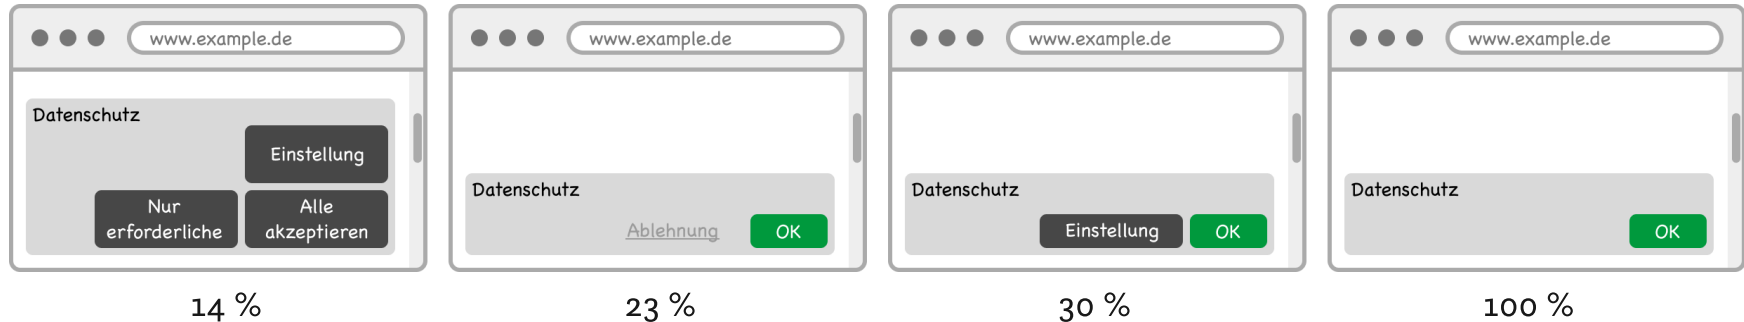 www.example.de
Datenschutz
Einstellung
Nur
erforderliche
Alle
akzeptieren
14 %
www.example.de
Datenschutz
Ablehnung
OK
23 %
www.example.de
Datenschutz
Einstellung
OK
30 %
www.example.de
Datenschutz
OK
100 %